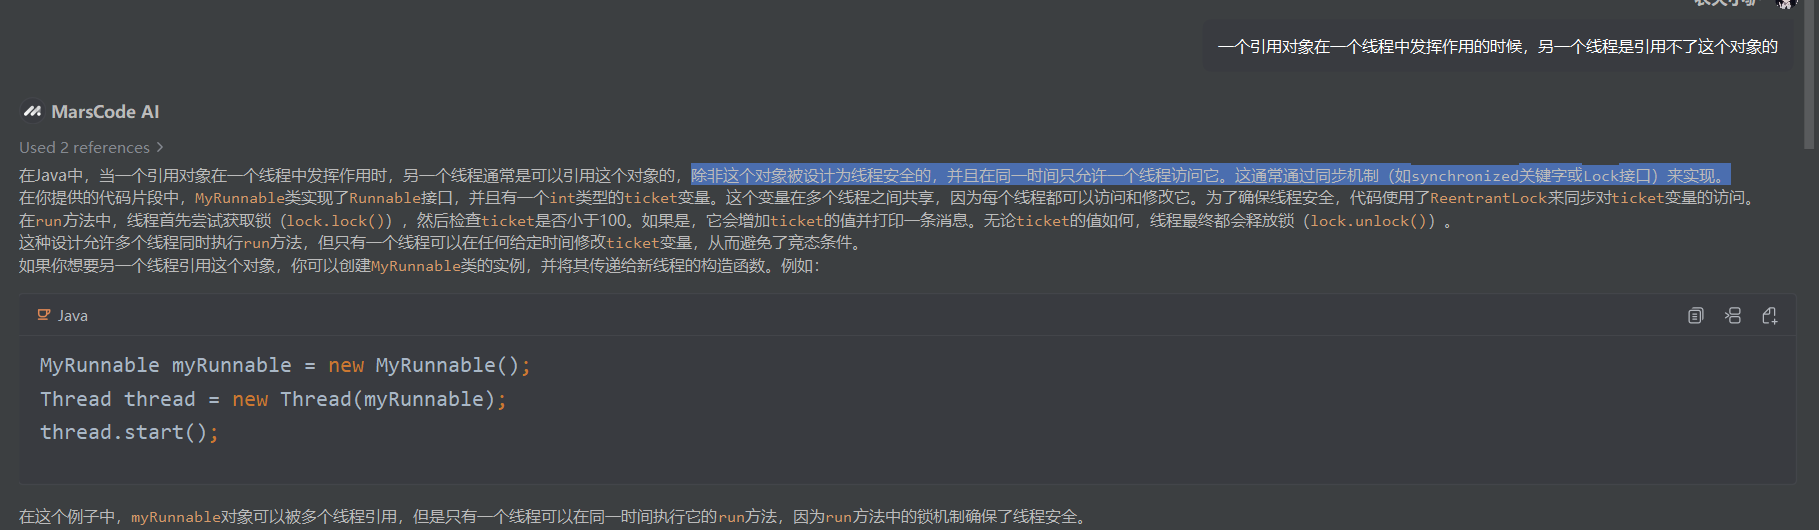 一个引用对象在一个线程中发挥作用的时候，另一个线程是引用不了这个对象的
MarsCode AI
Used 2 references >
在Java中，当一个引用对象在一个线程中发挥作用时，另一个线程通常是可以引用这个对象的，除非这个对象被设计为线程安全的，并且在同一时间只允许一个线程访问它。这通常通过同步机制（如synchronized关键字或Lock接口）来实现。
在你提供的代码片段中，MyRunnable类实现了Runnable接口，并且有一个int类型的ticket变量。这个变量在多个线程之间共享，因为每个线程都可以访问和修改它。为了确保线程安全，代码使用了ReentrantLock来同步对ticket变量的访问。
在run方法中，线程首先尝试获取锁（lock.lock()），然后检查ticket是否小于100。如果是，它会增加ticket的值并打印一条消息。无论ticket的值如何，线程最终都会释放锁（lock.unlock()）。
这种设计允许多个线程同时执行run方法，但只有一个线程可以在任何给定时间修改ticket变量，从而避免了竞态条件。
如果你想要另一个线程引用这个对象，你可以创建MyRunnable类的实例，并将其传递给新线程的构造函数。例如：
Java
MyRunnable myRunnable = new MyRunnable();
Thread thread = new Thread(myRunnable);
thread.start();
在这个例子中，myRunnable对象可以被多个线程引用，但是只有一个线程可以在同一时间执行它的run方法，因为run方法中的锁机制确保了线程安全。